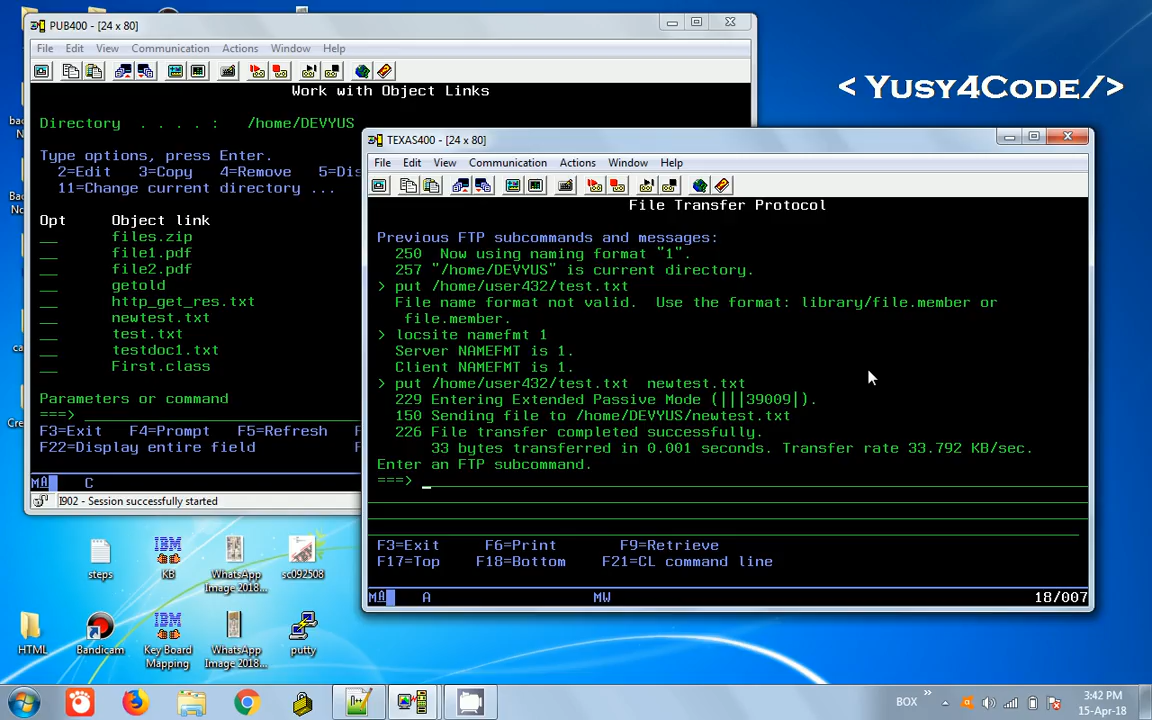 PUB400 - [24 x 80]
File Edit View Communication Actions Window Help
Work with Object Links
Directory . . . . : /home/DEVYUS
Type options, press Enter.
2=Edit 3=Copy 4=Remove
11=Change current directory ...
Opt Object link
files.zip
file1.pdf
file2.pdf
getold
http_get_res.txt
newtest.txt
test.txt
testdoc1.txt
First.class
Parameters or command
===>
F3=Exit F4=Prompt F5=Refresh
F22=Display entire field
MA C
I902 - Session successfully started
< Yusy4Code/>
TEXAS400 - [24 x 80]
File Edit View Communication Actions Window Help
File Transfer Protocol
Previous FTP subcommands and messages:
250 Now using naming format "1".
257 "/home/DEVYUS" is current directory.
> put /home/user432/test.txt
File name format not valid. Use the format: library/file.member or
file.member.
> locsite namefmt 1
Server NAMEFMT is 1.
Client NAMEFMT is 1.
> put /home/user432/test.txt newtest.txt
229 Entering Extended Passive Mode (|||39009|).
150 Sending file to /home/DEVYUS/newtest.txt
226 File transfer completed successfully.
33 bytes transferred in 0.001 seconds. Transfer rate 33.792 KB/sec.
Enter an FTP subcommand.
===>
F3=Exit F6=Print F9=Retrieve
F17=Top F18=Bottom F21=CL command line
MA A MW 18/007
steps
KB
WhatsApp
Image 2018...
sc092508
HTML
Bandicam
Key Board
Mapping
WhatsApp
Image 2018...
putty
BOX
3:42 PM
15-Apr-18